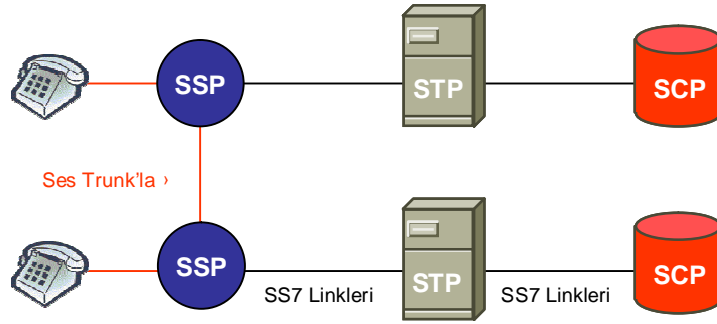 SSP
STP
SCP
Ses Trunk'la ›
SSP
STP
SCP
SS7 Linkleri
SS7 Linkleri